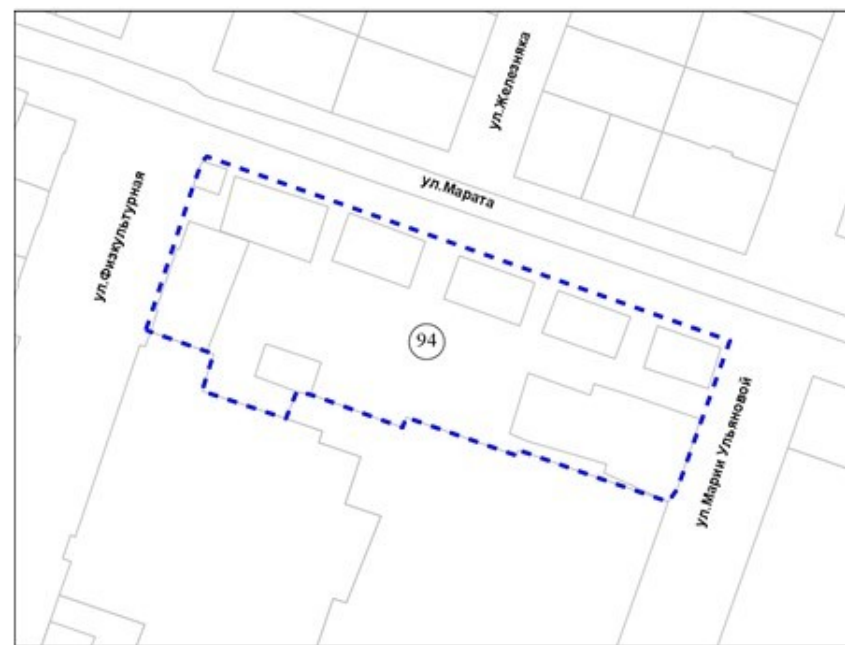 ул.Железняка
ул.Марата
ул.Физкультурная
94
ул.Марии Ульяновой